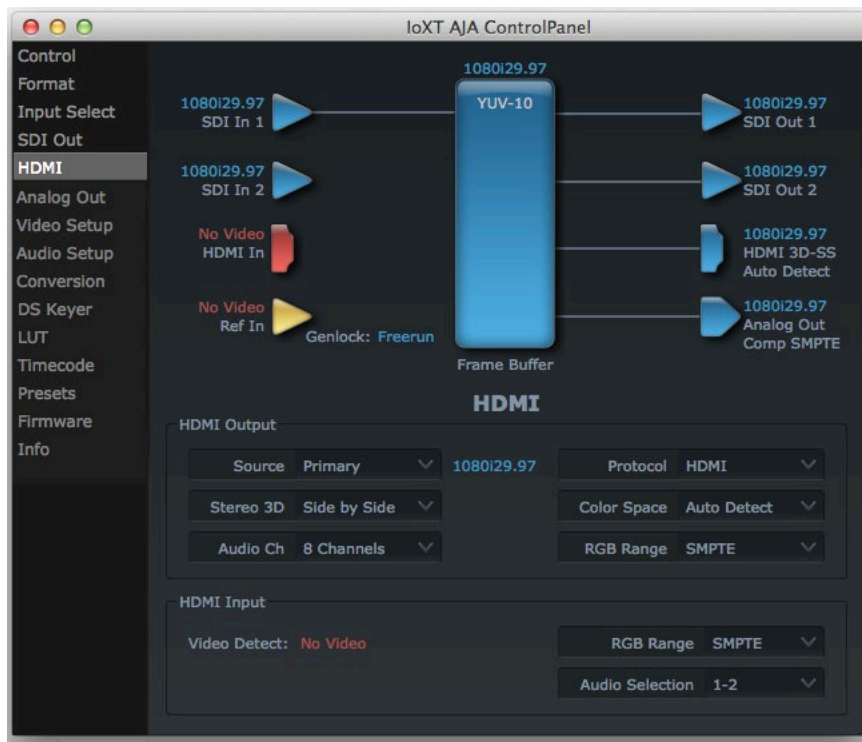 IoXT AJA ControlPanel
Control
Format
Input Select
SDI Out
HDMI
Analog Out
Video Setup
Audio Setup
Conversion
DS Keyer
LUT
Timecode
Presets
Firmware
Info
1080i29.97
SDI In 1
1080i29.97
SDI In 2
No Video
HDMI In
No Video
Ref In
Genlock: Freerun
1080i29.97
YUV-10
Frame Buffer
1080i29.97
SDI Out 1
1080i29.97
SDI Out 2
1080i29.97
HDMI 3D-SS
Auto Detect
1080i29.97
Analog Out
Comp SMPTE
HDMI
HDMI Output
Source Primary 1080i29.97 Protocol HDMI
Stereo 3D Side by Side Color Space Auto Detect
Audio Ch 8 Channels RGB Range SMPTE
HDMI Input
Video Detect: No Video RGB Range SMPTE
Audio Selection 1-2